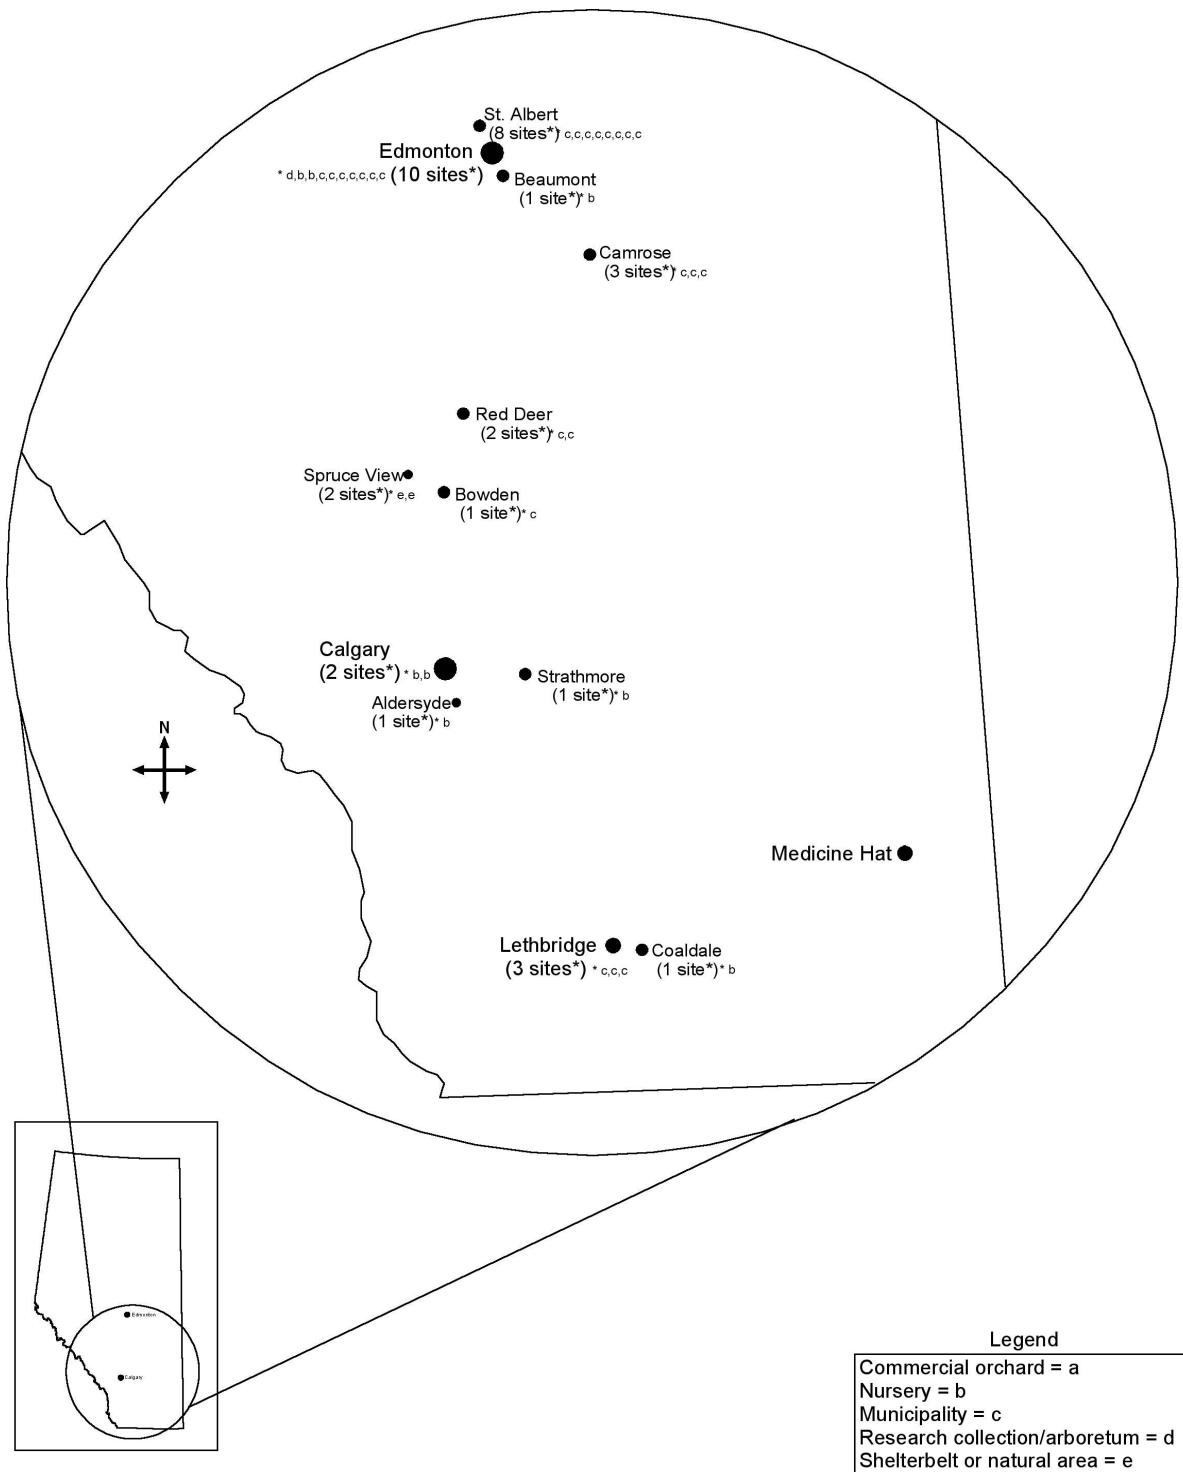 St. Albert
(8 sites*)* c,c,c,c,c,c,c,c
Edmonton
* d,b,b,c,c,c,c,c,c,c (10 sites*)
Beaumont
(1 site*)* b
Camrose
(3 sites*)* c,c,c
Red Deer
(2 sites*)* c,c
Spruce View
(2 sites*)* e,e
Bowden
(1 site*)* c
Calgary
(2 sites*) * b,b
Strathmore
(1 site*)* b
Aldersyde
(1 site*)* b
N
Medicine Hat
Lethbridge
(3 sites*) * c,c,c
Coaldale
(1 site*)* b
Edmonton
Calgary
Legend
Commercial orchard = a
Nursery = b
Municipality = c
Research collection/arboretum = d
Shelterbelt or natural area = e